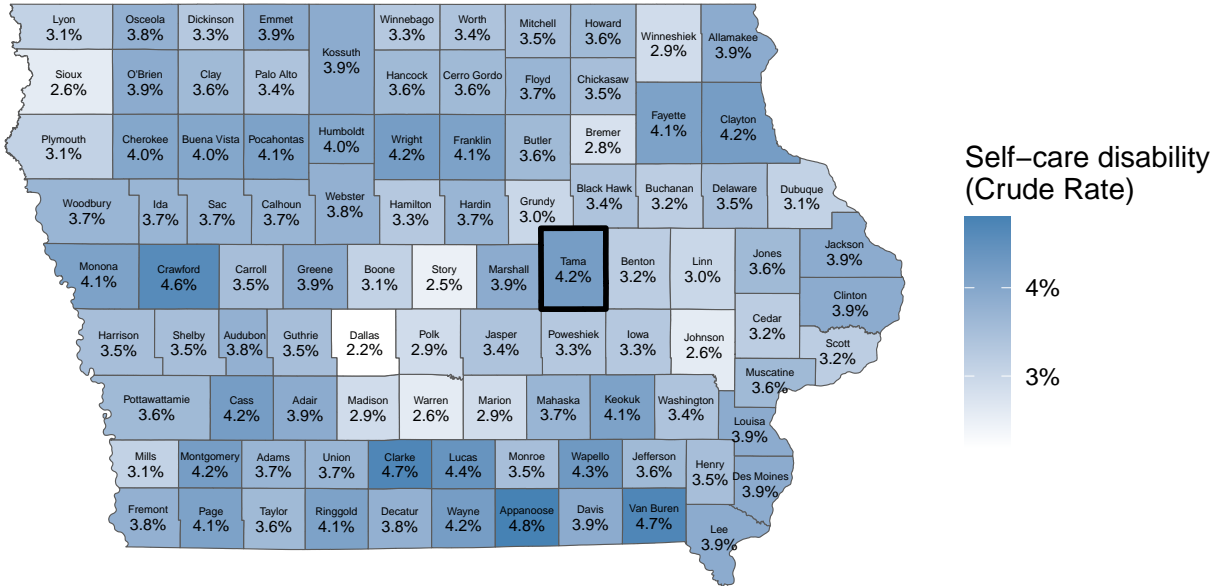 Lyon
3.1%
Osceola
3.8%
Dickinson
3.3%
Emmet
3.9%
Kossuth
3.9%
Winnebago
3.3%
Worth
3.4%
Mitchell
3.5%
Howard
3.6%
Winneshiek
2.9%
Allamakee
3.9%
Sioux
2.6%
O'Brien
3.9%
Clay
3.6%
Palo Alto
3.4%
Hancock
3.6%
Cerro Gordo
3.6%
Floyd
3.7%
Chickasaw
3.5%
Fayette
4.1%
Clayton
4.2%
Plymouth
3.1%
Cherokee
4.0%
Buena Vista
4.0%
Pocahontas
4.1%
Humboldt
4.0%
Wright
4.2%
Franklin
4.1%
Butler
3.6%
Bremer
2.8%
Woodbury
3.7%
Ida
3.7%
Sac
3.7%
Calhoun
3.7%
Webster
3.8%
Hamilton
3.3%
Hardin
3.7%
Grundy
3.0%
Black Hawk
3.4%
Buchanan
3.2%
Delaware
3.5%
Dubuque
3.1%
Monona
4.1%
Crawford
4.6%
Carroll
3.5%
Greene
3.9%
Boone
3.1%
Story
2.5%
Marshall
3.9%
Tama
4.2%
Benton
3.2%
Linn
3.0%
Jones
3.6%
Jackson
3.9%
Clinton
3.9%
Harrison
3.5%
Shelby
3.5%
Audubon
3.8%
Guthrie
3.5%
Dallas
2.2%
Polk
2.9%
Jasper
3.4%
Poweshiek
3.3%
Iowa
3.3%
Johnson
2.6%
Cedar
3.2%
Scott
3.2%
Muscatine
3.6%
Pottawattamie
3.6%
Cass
4.2%
Adair
3.9%
Madison
2.9%
Warren
2.6%
Marion
2.9%
Mahaska
3.7%
Keokuk
4.1%
Washington
3.4%
Louisa
3.9%
Mills
3.1%
Montgomery
4.2%
Adams
3.7%
Union
3.7%
Clarke
4.7%
Lucas
4.4%
Monroe
3.5%
Wapello
4.3%
Jefferson
3.6%
Henry
3.5%
Des Moines
3.9%
Fremont
3.8%
Page
4.1%
Taylor
3.6%
Ringgold
4.1%
Decatur
3.8%
Wayne
4.2%
Appanoose
4.8%
Davis
3.9%
Van Buren
4.7%
Lee
3.9%
Self−care disability
(Crude Rate)
4%
3%